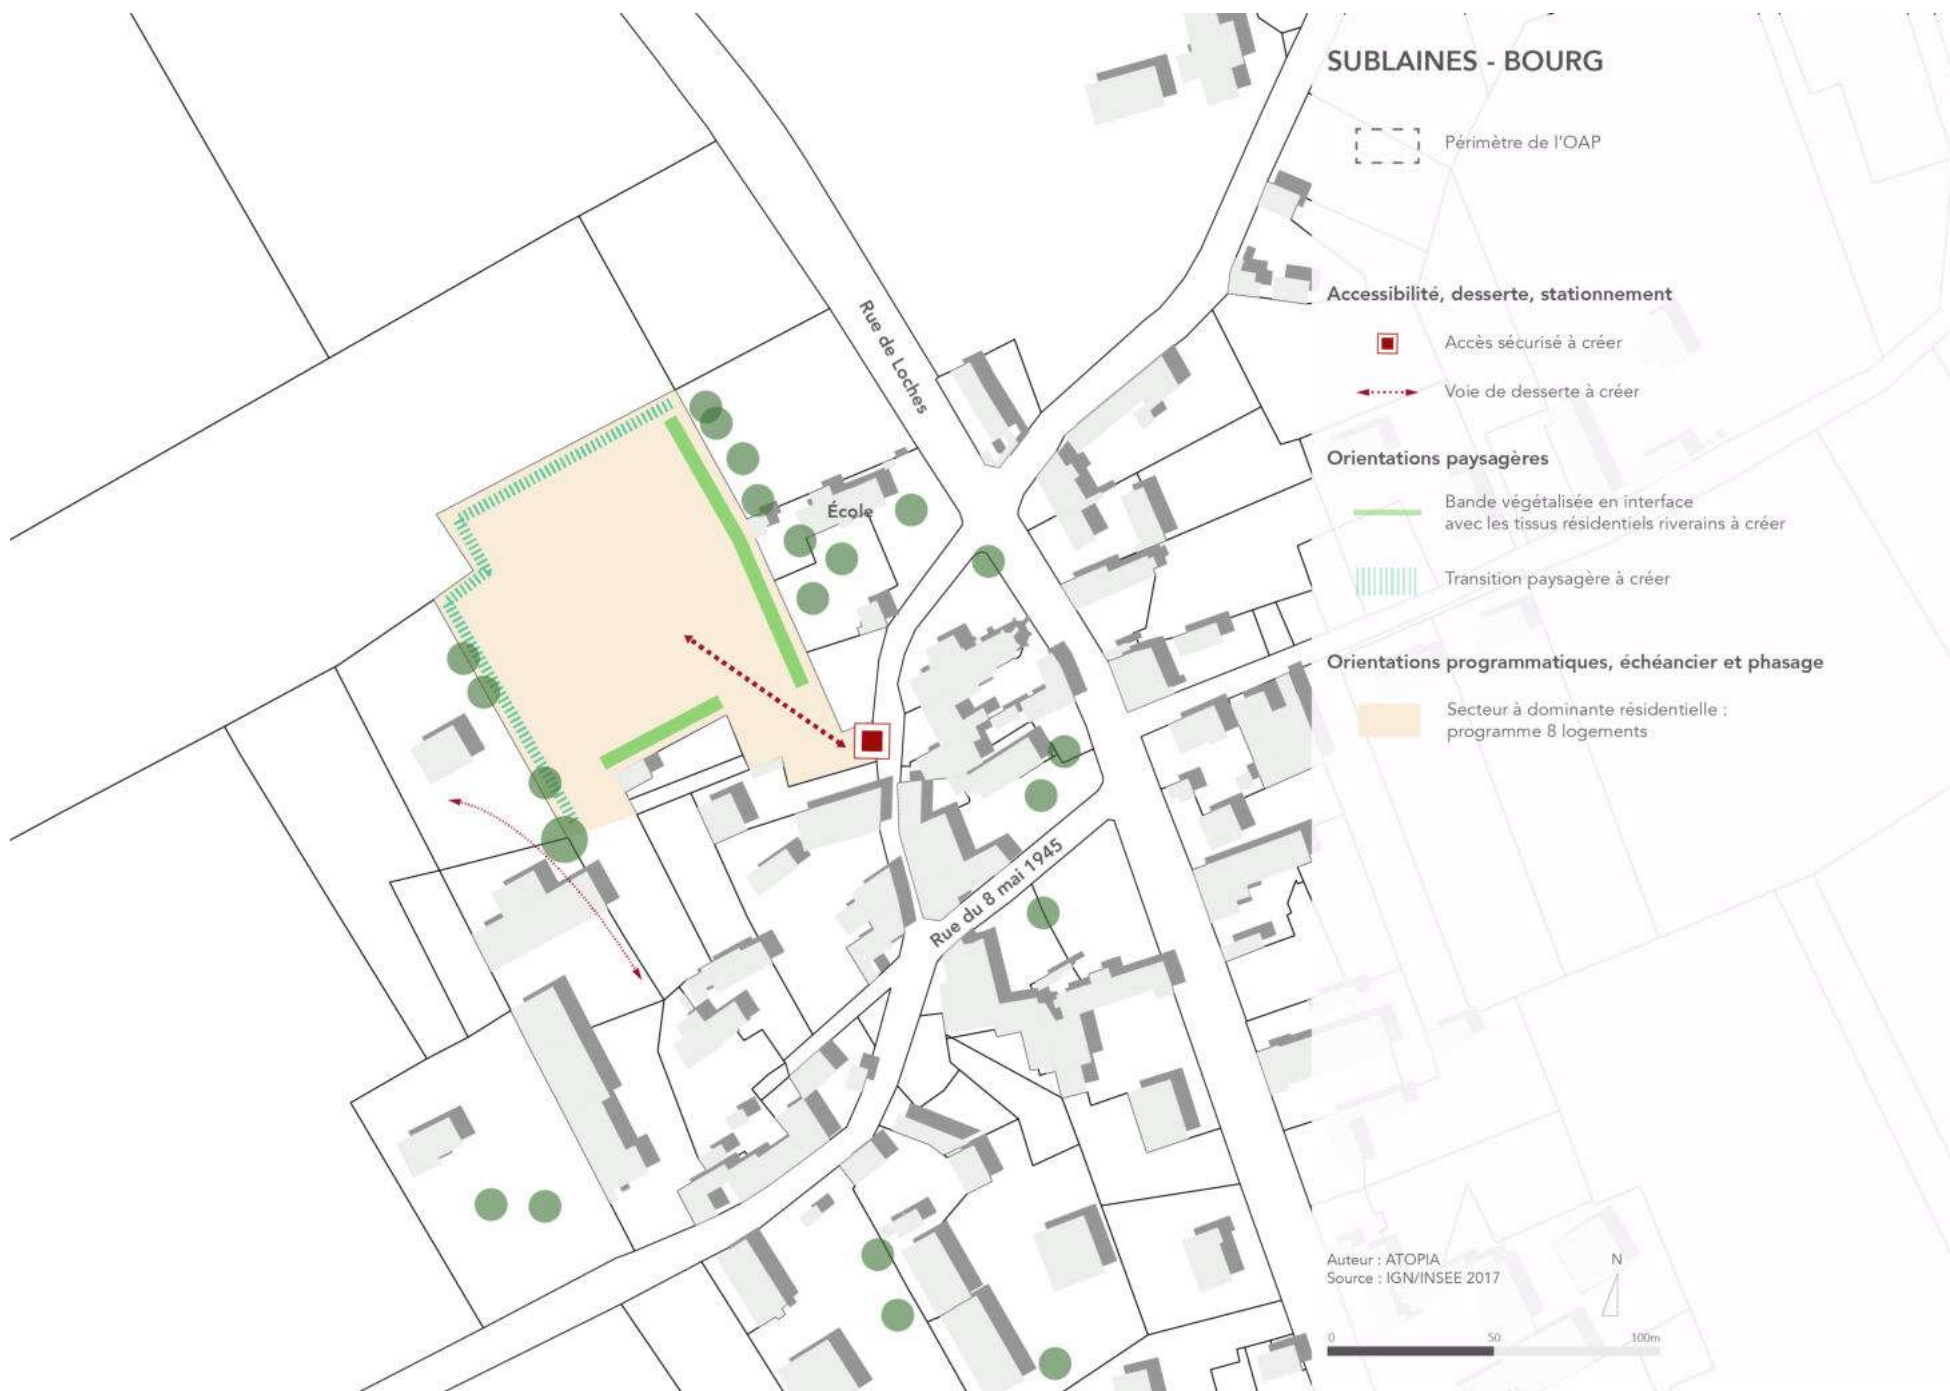 SUBLAINES - BOURG
Périmètre de l'OAP
Accessibilité, desserte, stationnement
Accès sécurisé à créer
Voie de desserte à créer
Orientations paysagères
Bande végétalisée en interface
avec les tissus résidentiels riverains à créer
Transition paysagère à créer
Orientations programmatiques, échéancier et phasage
Secteur à dominante résidentielle :
programme 8 logements
Rue de Loches
École
Rue du 8 mai 1945
Auteur : ATOPIA
Source : IGN/INSEE 2017
N
0 50 100m